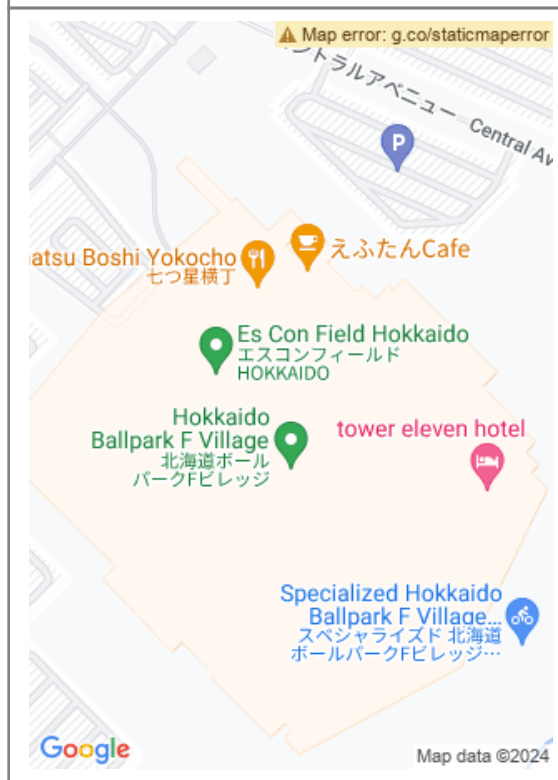 Map error: g.co/staticmaperror
ントラルアベニュー Central Av
P
atsu Boshi Yokocho
七つ星横丁
えふたんCafe
Es Con Field Hokkaido
エスコンフィールド
HOKKAIDO
Hokkaido
Ballpark F Village
北海道ボール
パークFビレッジ
tower eleven hotel
Specialized Hokkaido
Ballpark F Village...
スペシャライズド 北海道
ボールパークFビレッジ…
Google
Map data ©2024